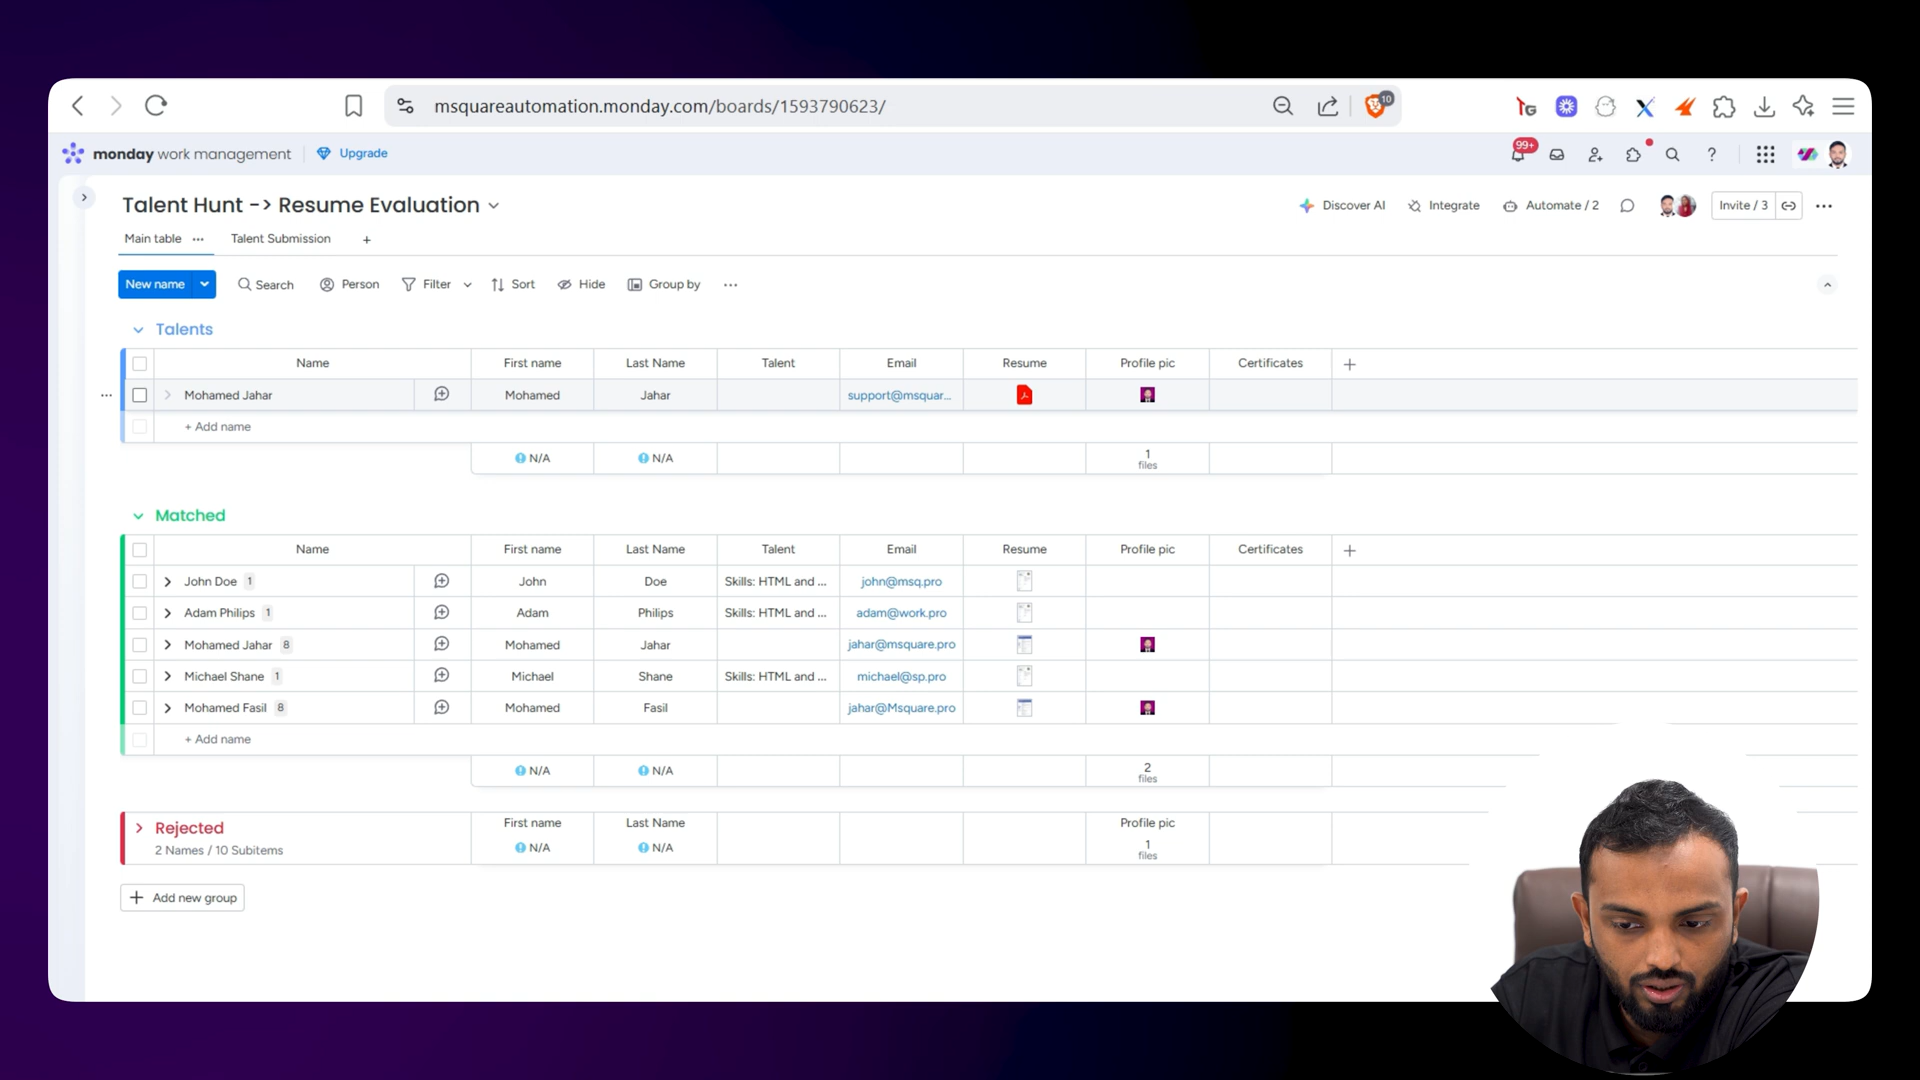 msquareautomation.monday.com/boards/1593790623/
10
monday work management
Upgrade
99+
Talent Hunt -> Resume Evaluation
Discover AI
Integrate
Automate / 2
Invite / 3
Main table
Talent Submission
New name
Search
Person
Filter
Sort
Hide
Group by
Talents
Name First name Last Name Talent Email Resume Profile pic Certificates
Mohamed Jahar Mohamed Jahar support@msquar...
+ Add name
N/A N/A 1 files
Matched
Name First name Last Name Talent Email Resume Profile pic Certificates
John Doe 1 John Doe Skills: HTML and ... john@msq.pro
Adam Philips 1 Adam Philips Skills: HTML and ... adam@work.pro
Mohamed Jahar 8 Mohamed Jahar jahar@msquare.pro
Michael Shane 1 Michael Shane Skills: HTML and ... michael@sp.pro
Mohamed Fasil 8 Mohamed Fasil jahar@Msquare.pro
+ Add name
N/A N/A 2 files
Rejected First name Last Name Profile pic
2 Names / 10 Subitems N/A N/A 1 files
Add new group